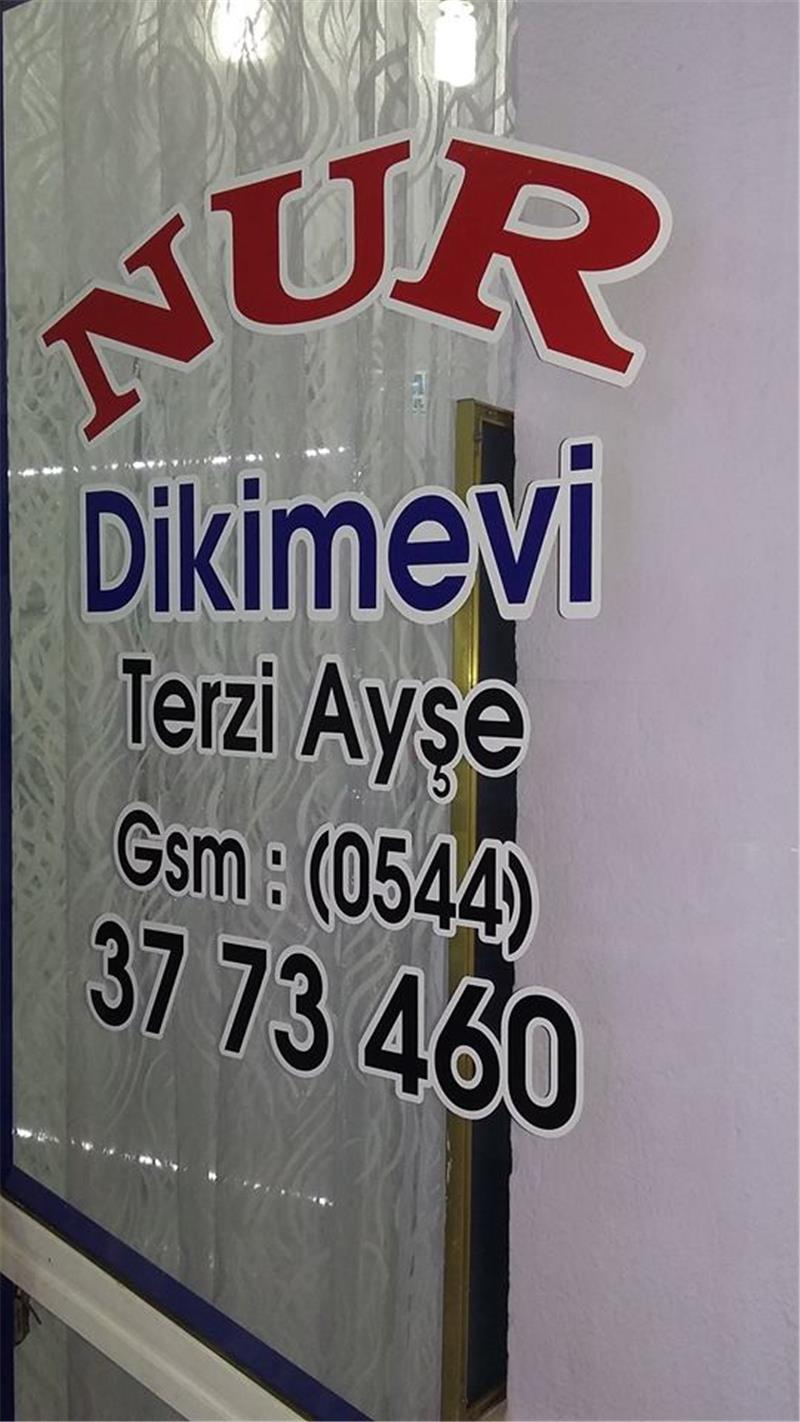 NUR
Dikimevi
Terzi Ayşe
Gsm : (0544)
37 73 460